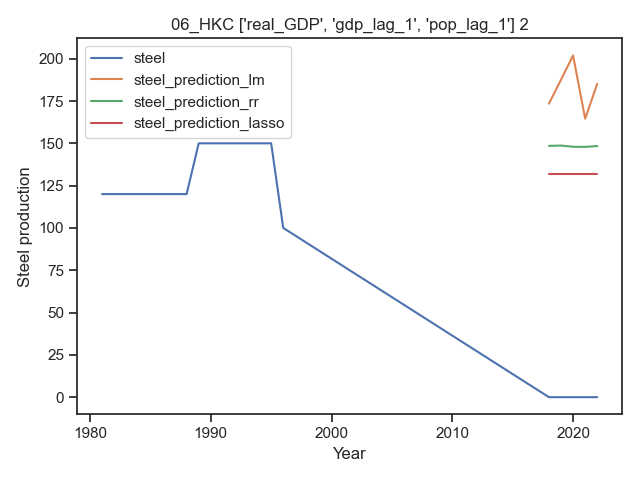 06_HKC ['real_GDP', 'gdp_lag_1', 'pop_lag_1'] 2
steel
steel_prediction_lm
steel_prediction_rr
steel_prediction_lasso
Steel production
200
175
150
125
100
75
50
25
0
1980
1990
2000
2010
2020
Year